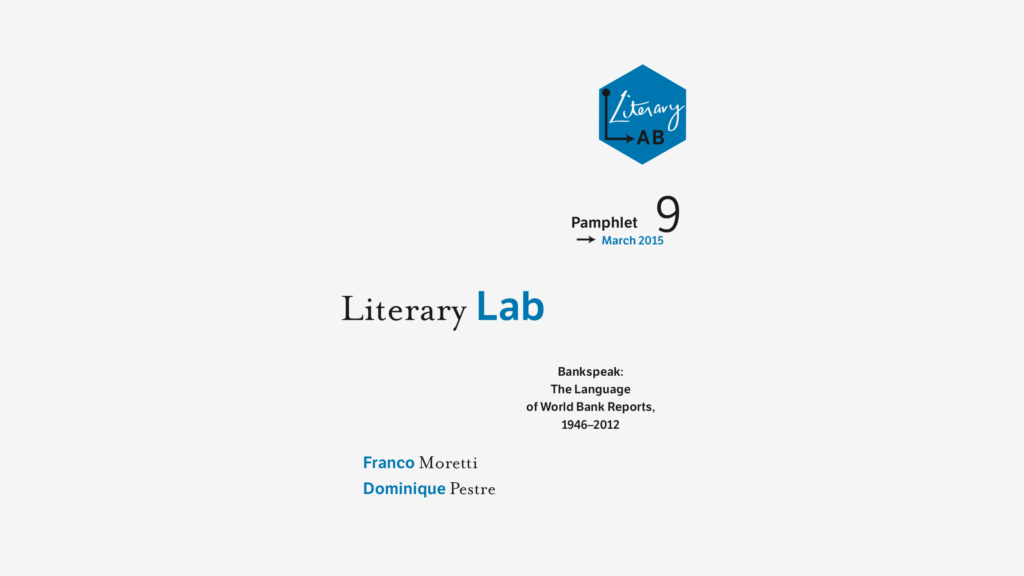 Literary
AB
Pamphlet 9
March 2015
Literary Lab
Bankspeak:
The Language
of World Bank Reports,
1946–2012
Franco Moretti
Dominique Pestre